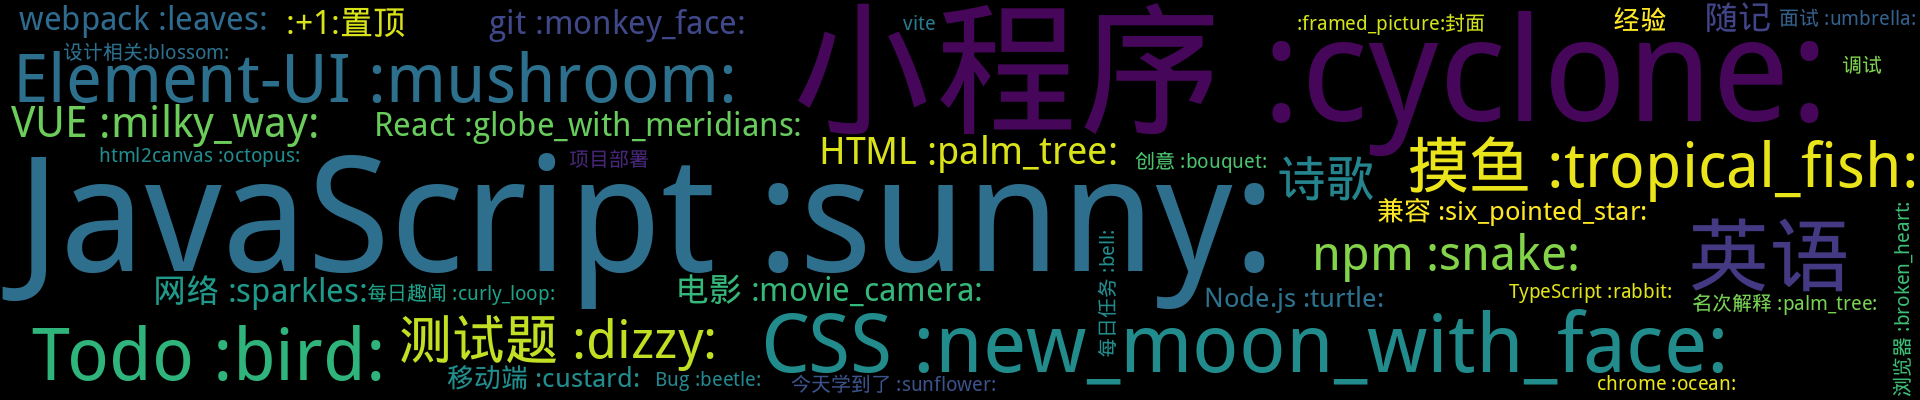 webpack :leaves:
:+1:置顶
git :monkey_face:
vite
小程序 :cyclone:
:framed_picture:封面
经验
随记
面试 :umbrella:
设计相关:blossom:
Element-UI :mushroom:
调试
VUE :milky_way:
React :globe_with_meridians:
HTML :palm_tree:
创意 :bouquet:
诗歌
摸鱼 :tropical_fish:
html2canvas :octopus:
项目部署
JavaScript :sunny:
兼容 :six_pointed_star:
npm :snake:
英语
网络 :sparkles:
每日趣闻 :curly_loop:
电影 :movie_camera:
每日任务 :bell:
Node.js :turtle:
TypeScript :rabbit:
名次解释 :palm_tree:
浏览器 :broken_heart:
Todo :bird:
测试题 :dizzy:
CSS :new_moon_with_face:
移动端 :custard:
Bug :beetle:
今天学到了 :sunflower:
chrome :ocean: